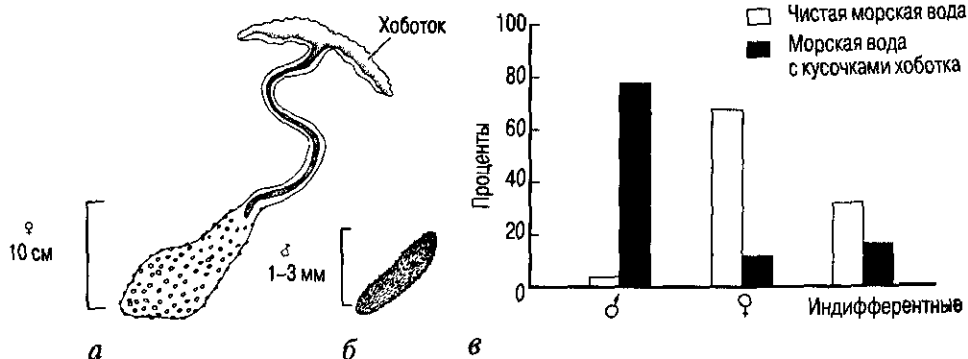 Хоботок
♀
10 см
♂
1–3 мм
а
б
в
Проценты
100
80
60
40
20
0
Чистая морская вода
Морская вода
с кусочками хоботка
♂
♀
Индифферентные